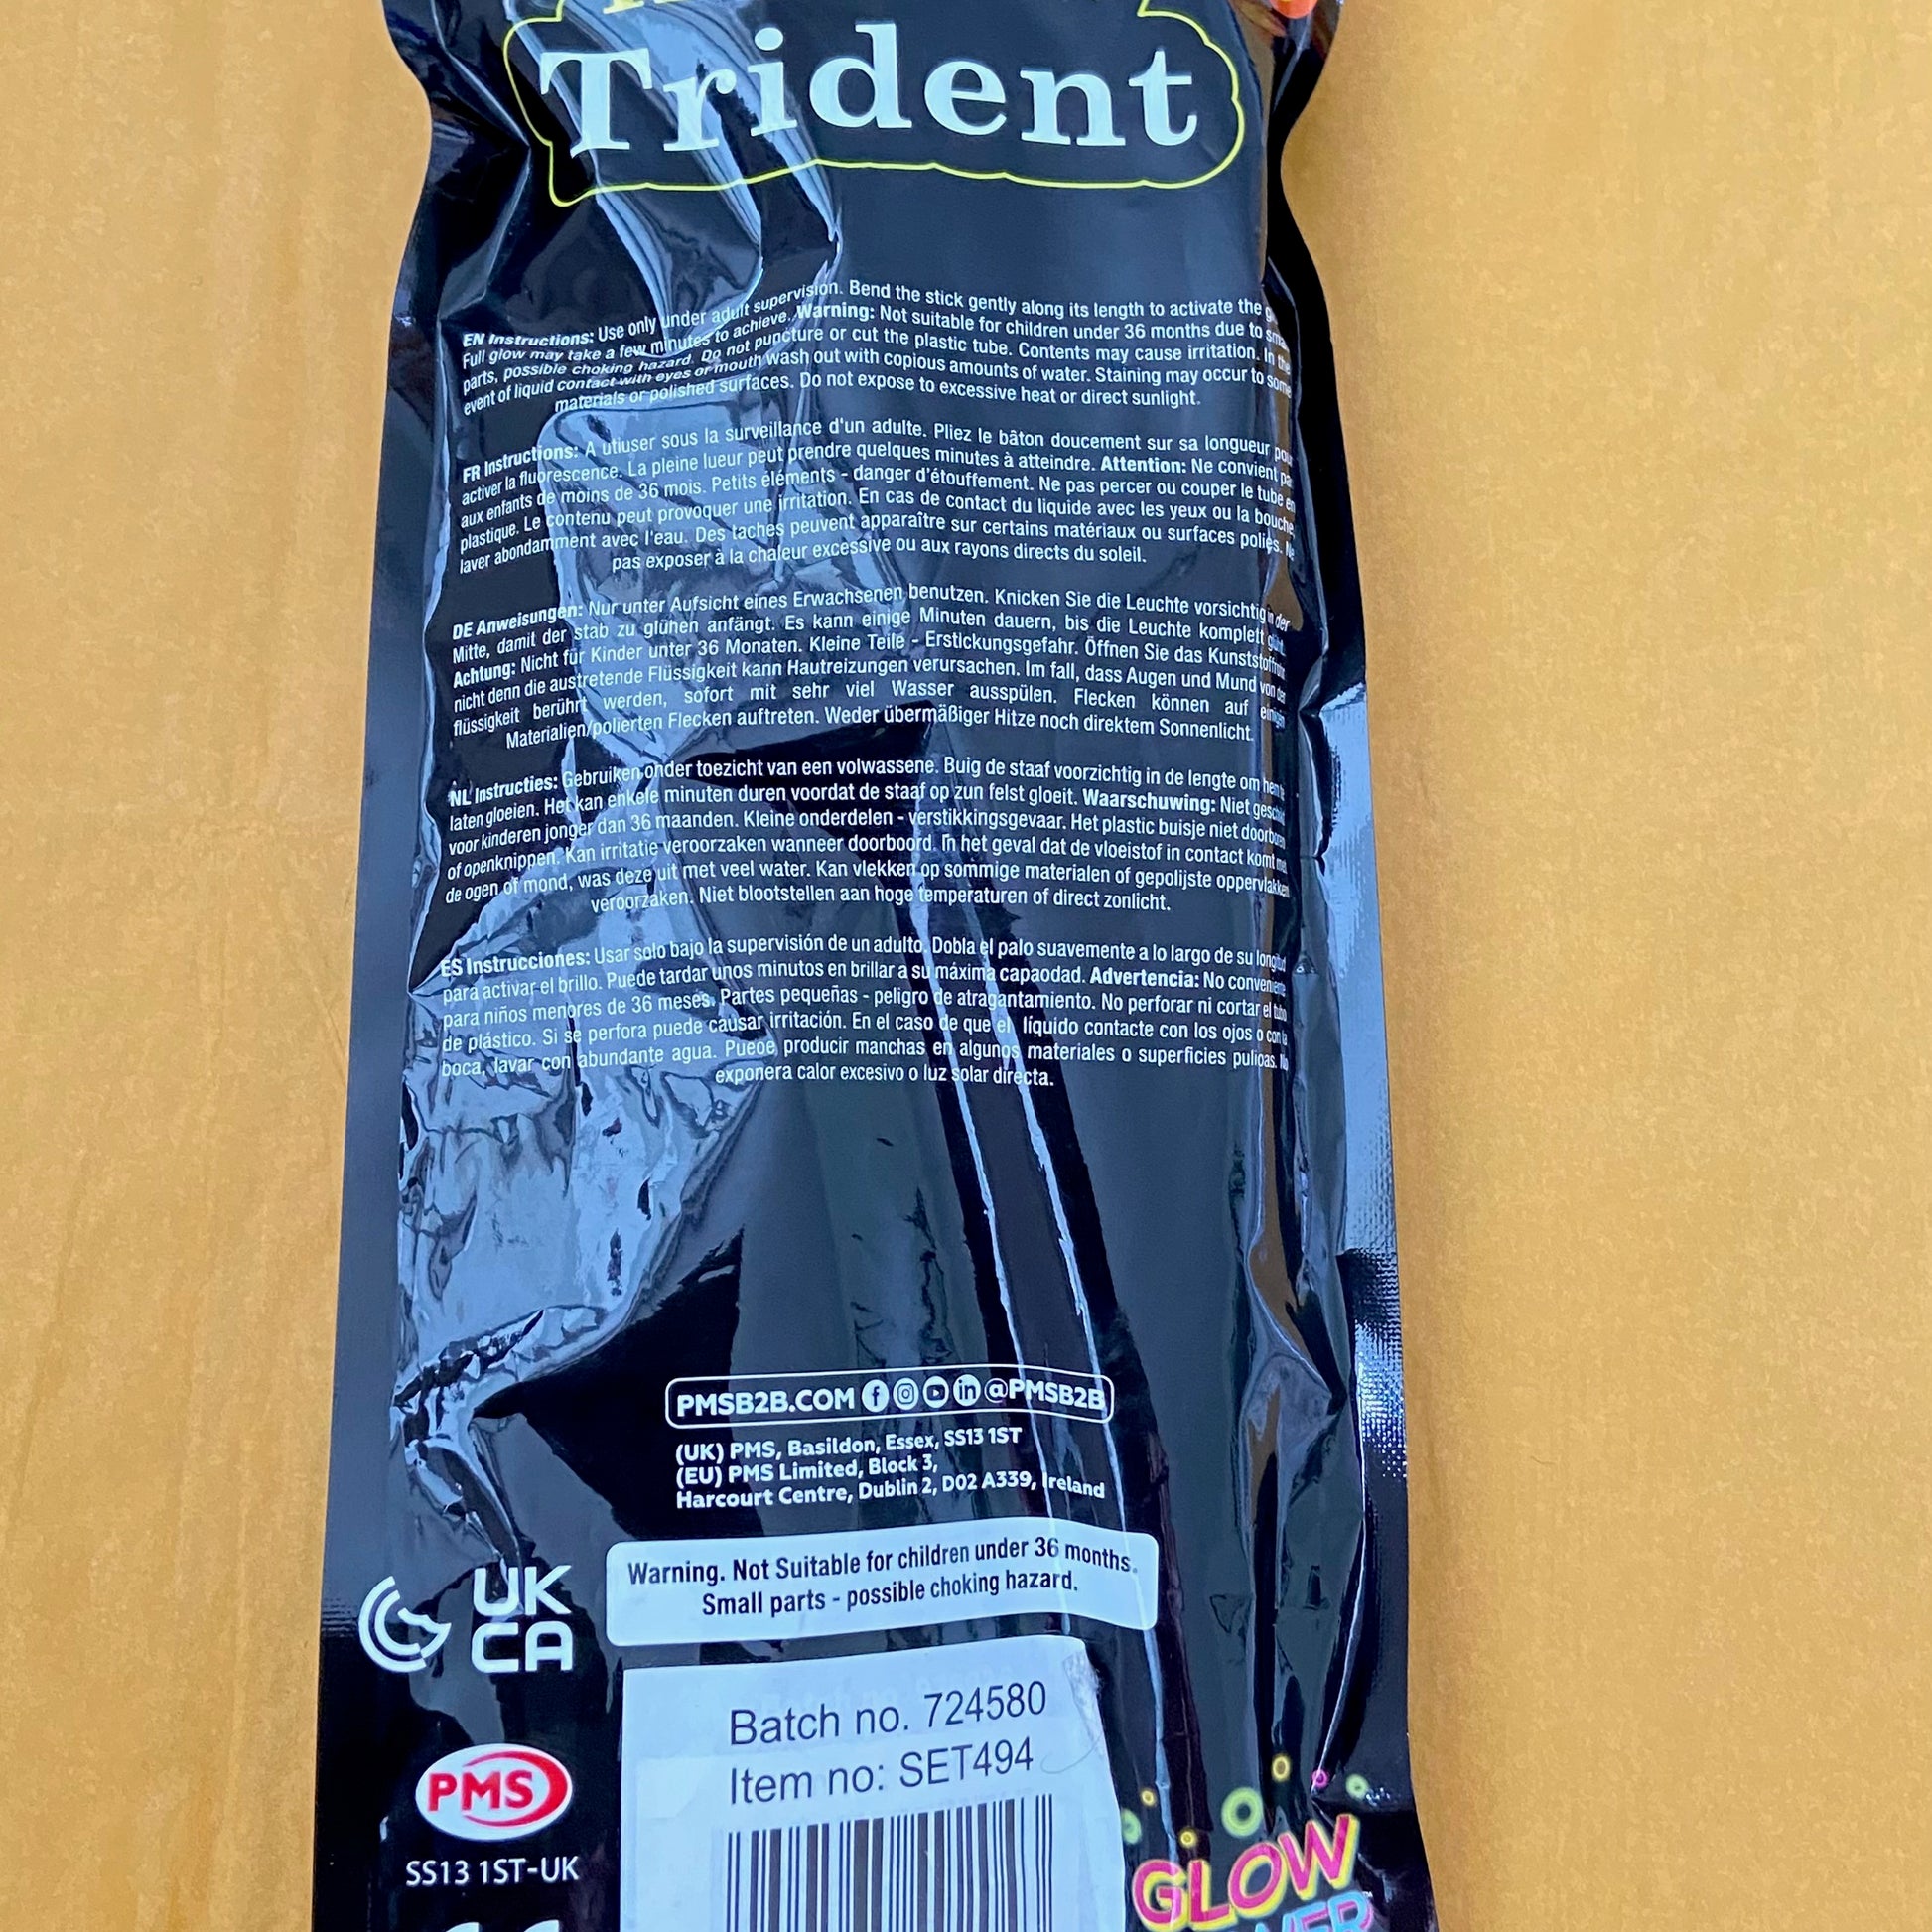 Trident
EN Instructions: Use only under adult supervision. Bend the stick gently along its length to activate the
Full glow may take a few minutes to achieve. Warning: Not suitable for children under 36 months due to
parts, possible choking hazard. Do not puncture or cut the plastic tube. Contents may cause irritation. In the
event of liquid contact with eyes or mouth wash out with copious amounts of water. Staining may occur to some
materials or polished surfaces. Do not expose to excessive heat or direct sunlight.
FR Instructions: A utiuser sous la surveillance d'un adulte. Pliez le bâton doucement sur sa longueur pour
activer la fluorescence. La pleine lueur peut prendre quelques minutes à atteindre. Attention: Ne convient pas
aux enfants de moins de 36 mois. Petits éléments - danger d'étouffement. Ne pas percer ou couper le tube en
plastique. Le contenu peut provoquer une irritation. En cas de contact du liquide avec les yeux ou la bouche,
laver abondamment avec l'eau. Des taches peuvent apparaître sur certains matériaux ou surfaces polies. Ne
pas exposer à la chaleur excessive ou aux rayons directs du soleil.
DE Anweisungen: Nur unter Aufsicht eines Erwachsenen benutzen. Knicken Sie die Leuchte vorsichtig in der
Mitte, damit der stab zu glühen anfängt. Es kann einige Minuten dauern, bis die Leuchte komplett glüht.
Achtung: Nicht für Kinder unter 36 Monaten. Kleine Teile - Erstickungsgefahr. Öffnen Sie das Kunststoffrohr
nicht denn die austretende Flüssigkeit kann Hautreizungen verursachen. Im fall, dass Augen und Mund von der
flüssigkeit berührt werden, sofort mit sehr viel Wasser ausspülen. Flecken können auf einigen
Materialien/polierten Flecken auftreten. Weder übermäßiger Hitze noch direktem Sonnenlicht.
NL Instructies: Gebruiken onder toezicht van een volwassene. Buig de staaf voorzichtig in de lengte om hem te
laten gloeien. Het kan enkele minuten duren voordat de staaf op zun felst gloeit. Waarschuwing: Niet geschikt
voor kinderen jonger dan 36 maanden. Kleine onderdelen - verstikkingsgevaar. Het plastic buisje niet doorboren
of openknippen. Kan irritatie veroorzaken wanneer doorboord. In het geval dat de vloeistof in contact komt met
de ogen of mond, was deze uit met veel water. Kan vlekken op sommige materialen of gepolijste oppervlakken
veroorzaken. Niet blootstellen aan hoge temperaturen of direct zonlicht.
ES Instrucciones: Usar solo bajo la supervisión de un adulto. Dobla el palo suavemente a lo largo de su longitud
para activar el brillo. Puede tardar unos minutos en brillar a su máxima capaodad. Advertencia: No conveniente
para niños menores de 36 meses. Partes pequeñas - peligro de atragantamiento. No perforar ni cortar el tubo
de plástico. Si se perfora puede causar irritación. En el caso de que el líquido contacte con los ojos o con la
boca, lavar con abundante agua. Pueoe producir manchas en algunos materiales o superficies pulioas. No
exponera calor excesivo o luz solar directa.
PMSB2B.COM @PMSB2B
(UK) PMS, Basildon, Essex, SS13 1ST
(EU) PMS Limited, Block 3,
Harcourt Centre, Dublin 2, D02 A339, Ireland
Warning. Not Suitable for children under 36 months.
Small parts - possible choking hazard.
UK
CA
Batch no. 724580
Item no: SET494
PMS
SS13 1ST-UK
GLOW